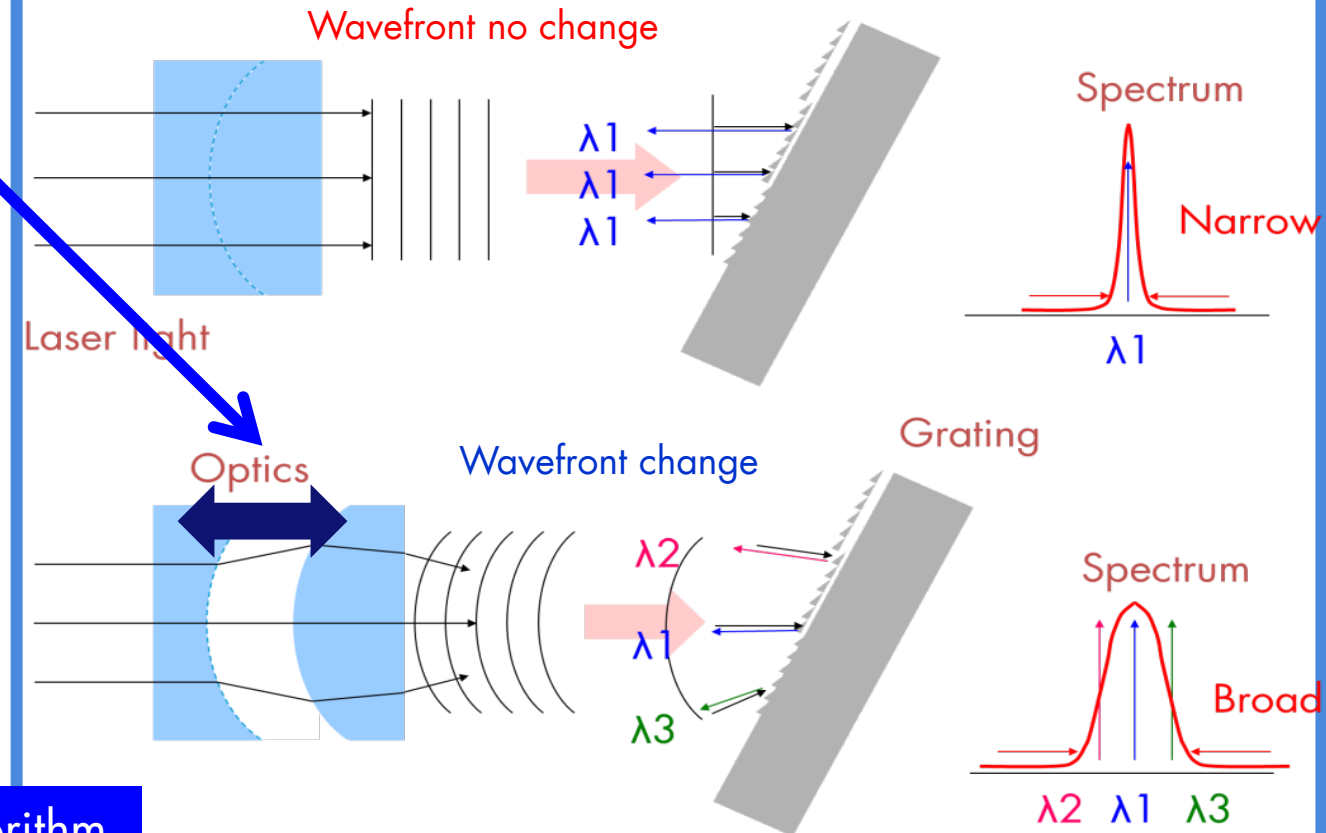 Wavefront no change
Spectrum
λ1
λ1
λ1
Narrow
λ1
Laser light
Grating
Optics
Wavefront change
λ2
λ1
λ3
Spectrum
Broad
λ2 λ1 λ3